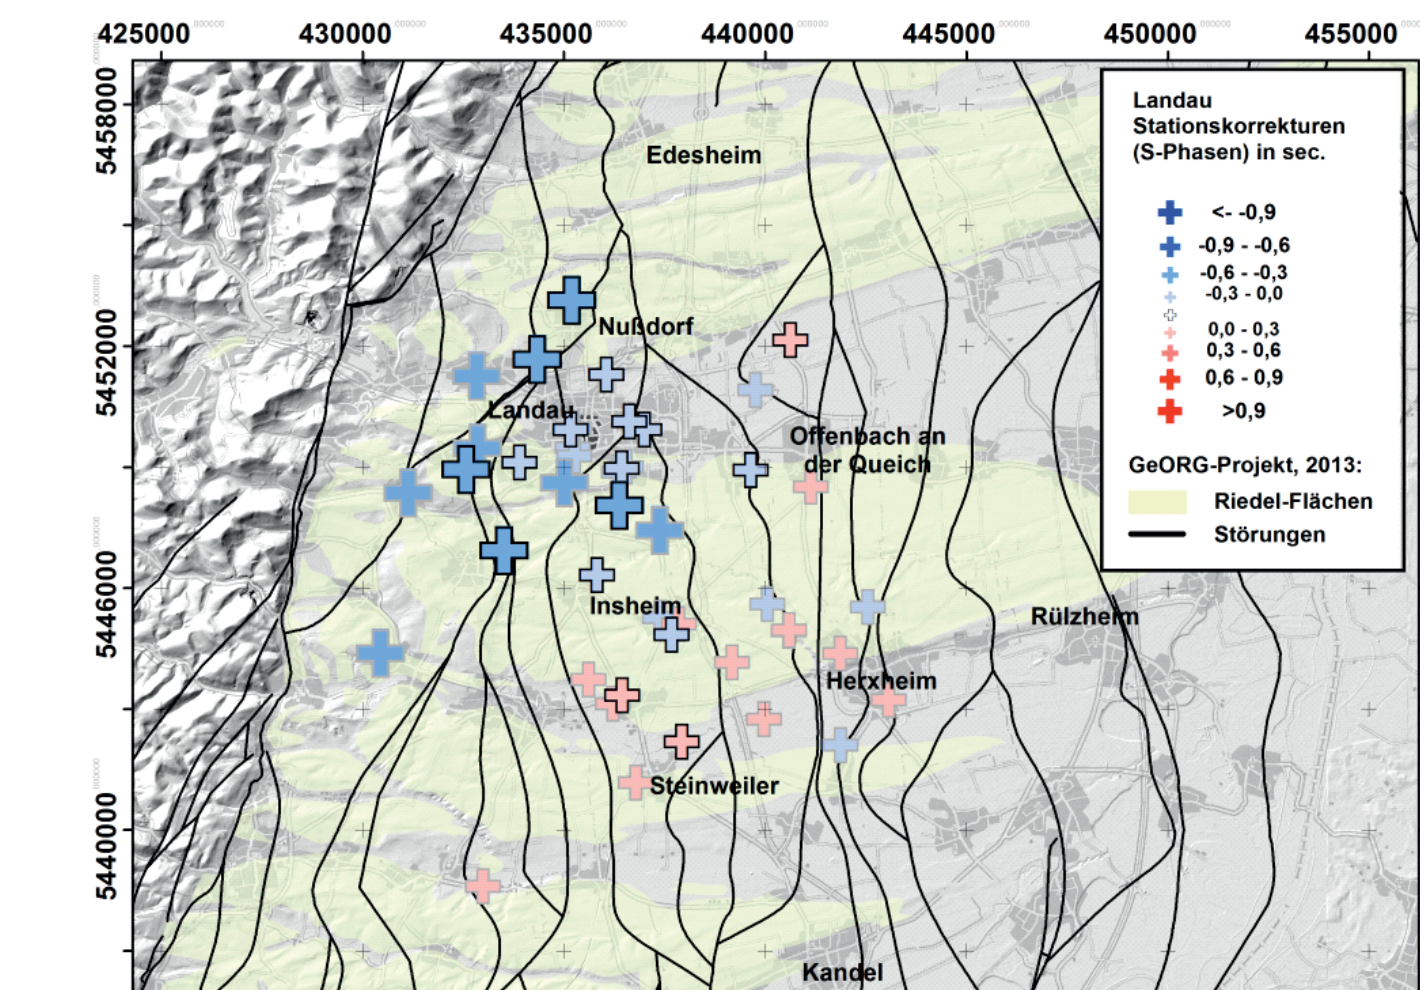 425000 430000 435000 440000 445000 450000 455000
5458000
5452000
5446000
5440000
Edesheim
Nußdorf
Landau
Offenbach an
der Queich
Insheim
Rülzheim
Herxheim
Steinweiler
Kandel
Landau
Stationskorrekturen
(S-Phasen) in sec.
<- -0,9
-0,9 - -0,6
-0,6 - -0,3
-0,3 - 0,0
0,0 - 0,3
0,3 - 0,6
0,6 - 0,9
>0,9
GeORG-Projekt, 2013:
Riedel-Flächen
Störungen